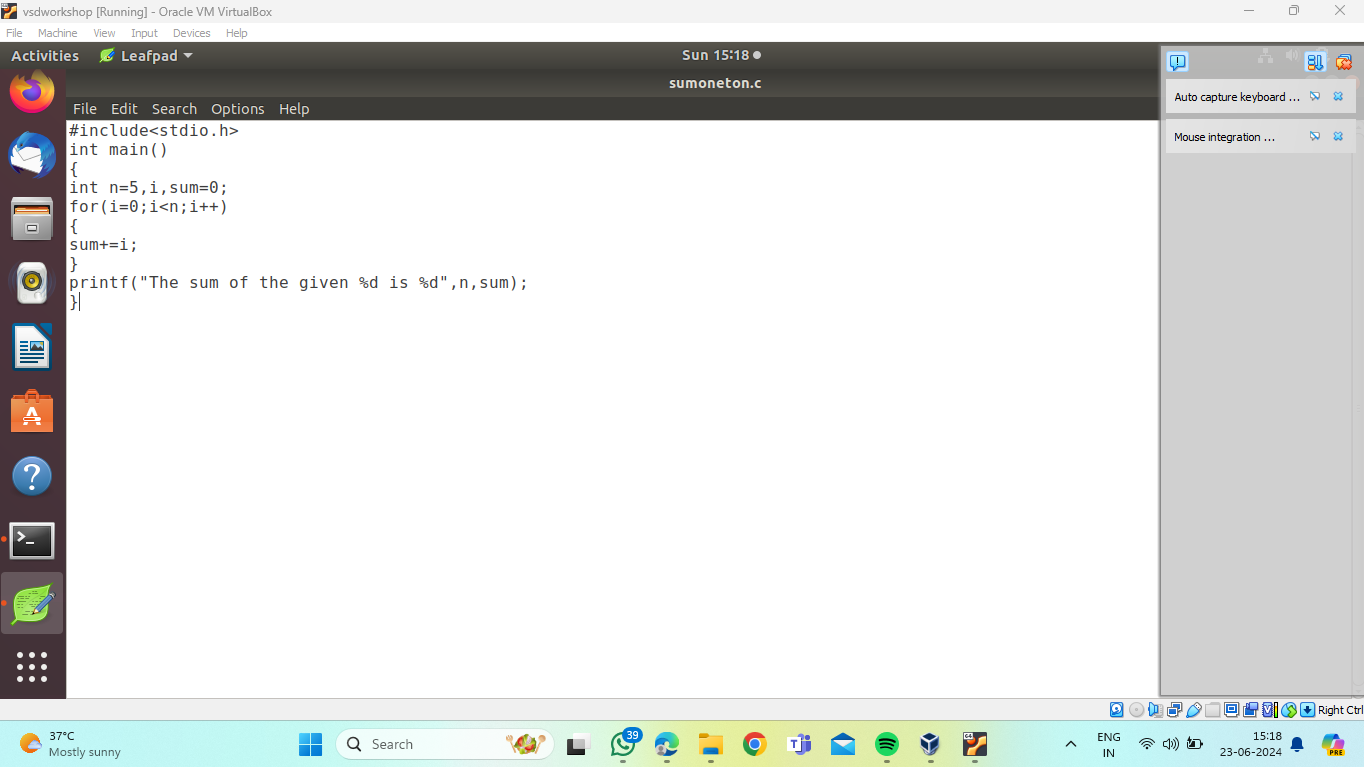 vsdworkshop [Running] - Oracle VM VirtualBox
File Machine View Input Devices Help
Activities Leafpad Sun 15:18
sumoneton.c
File Edit Search Options Help
#include<stdio.h>
int main()
{
int n=5,i,sum=0;
for(i=0;i<n;i++)
{
sum+=i;
}
printf("The sum of the given %d is %d",n,sum);
}
Auto capture keyboard ...
Mouse integration ...
Right Ctrl
37°C
Mostly sunny
Search
39
ENG
IN
15:18
23-06-2024
PRE